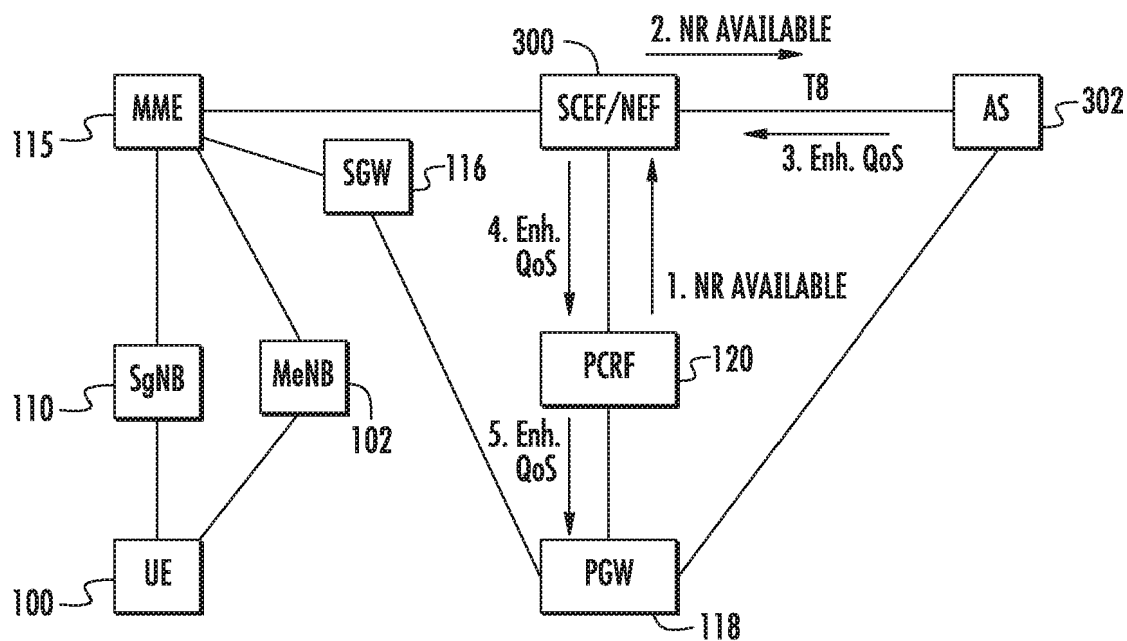 2. NR AVAILABLE
300
MME
SCEF/NEF
T8
AS
302
115
3. Enh. QoS
SGW
116
4. Enh.
QoS
1. NR AVAILABLE
SgNB
MeNB
PCRF
120
110
102
5. Enh.
QoS
UE
PGW
100
118